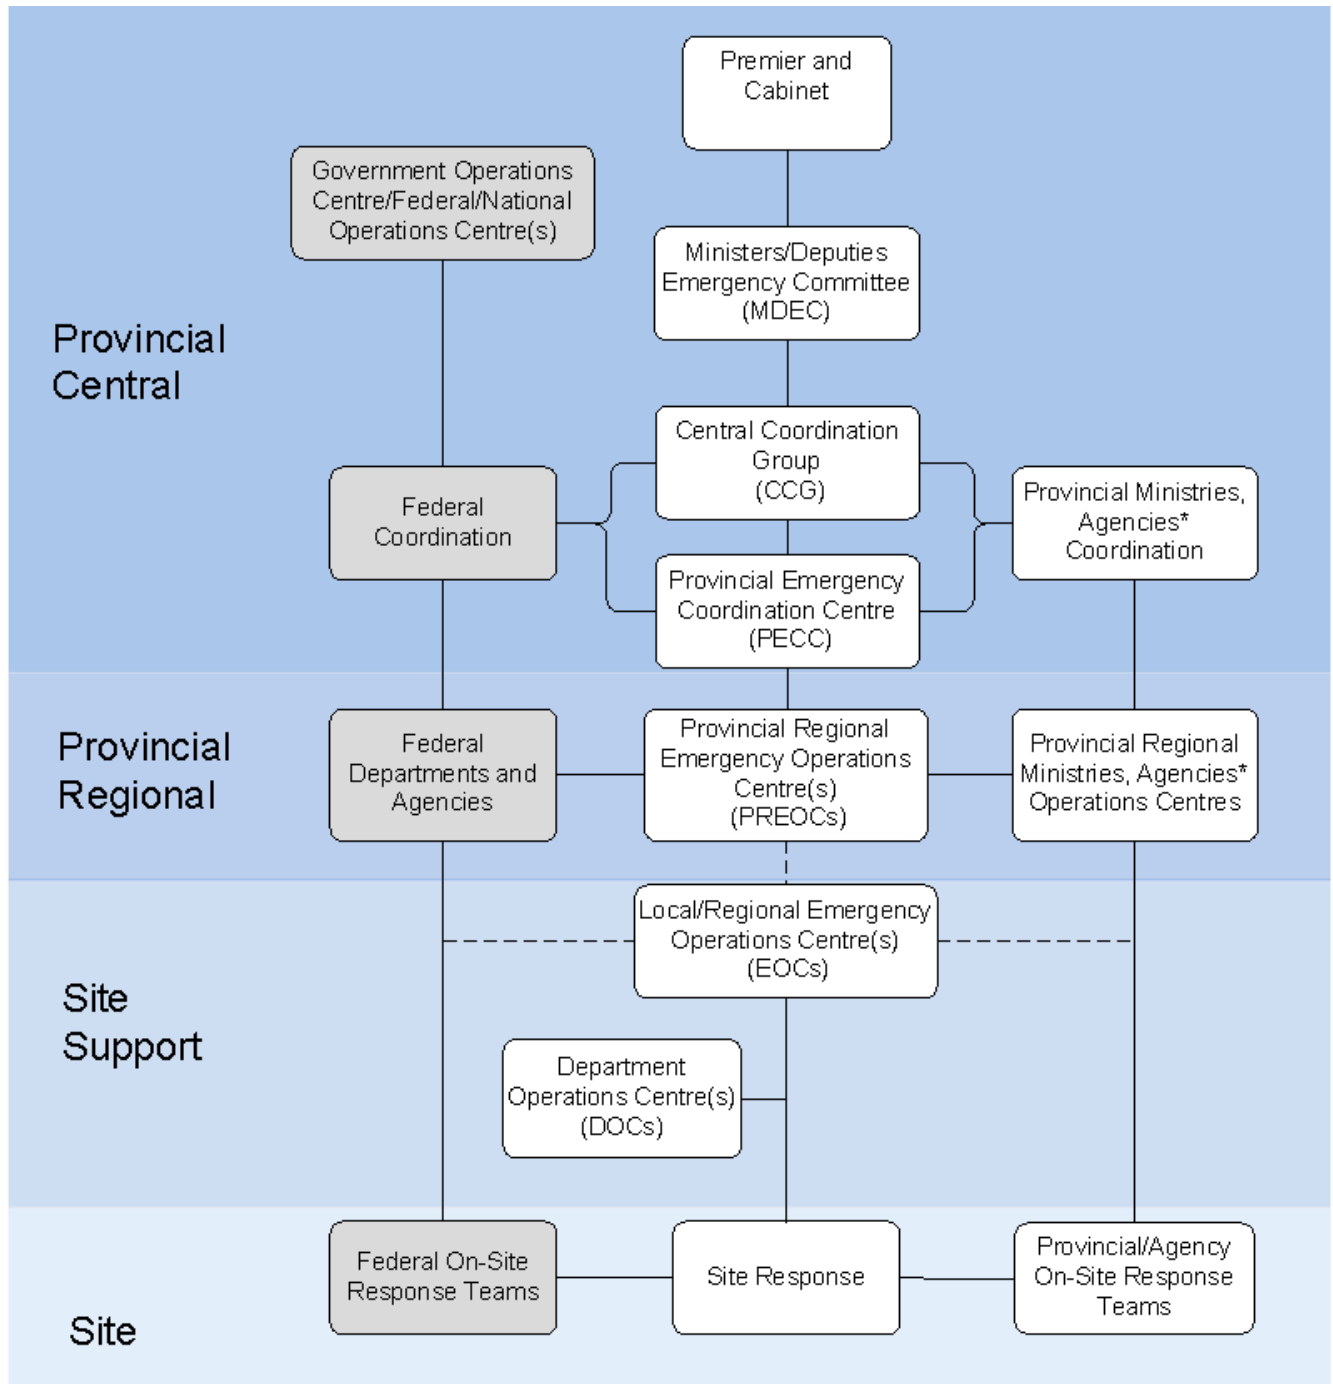 Premier and
Cabinet
Government Operations
Centre/Federal/National
Operations Centre(s)
Ministers/Deputies
Emergency Committee
(MDEC)
Provincial
Central
Central Coordination
Group
(CCG)
Federal
Coordination
Provincial Ministries,
Agencies*
Coordination
Provincial Emergency
Coordination Centre
(PECC)
Provincial
Regional
Federal
Departments and
Agencies
Provincial Regional
Emergency Operations
Centre(s)
(PREOCs)
Provincial Regional
Ministries, Agencies*
Operations Centres
Site
Support
Local/Regional Emergency
Operations Centre(s)
(EOCs)
Department
Operations Centre(s)
(DOCs)
Site
Federal On-Site
Response Teams
Site Response
Provincial/Agency
On-Site Response
Teams